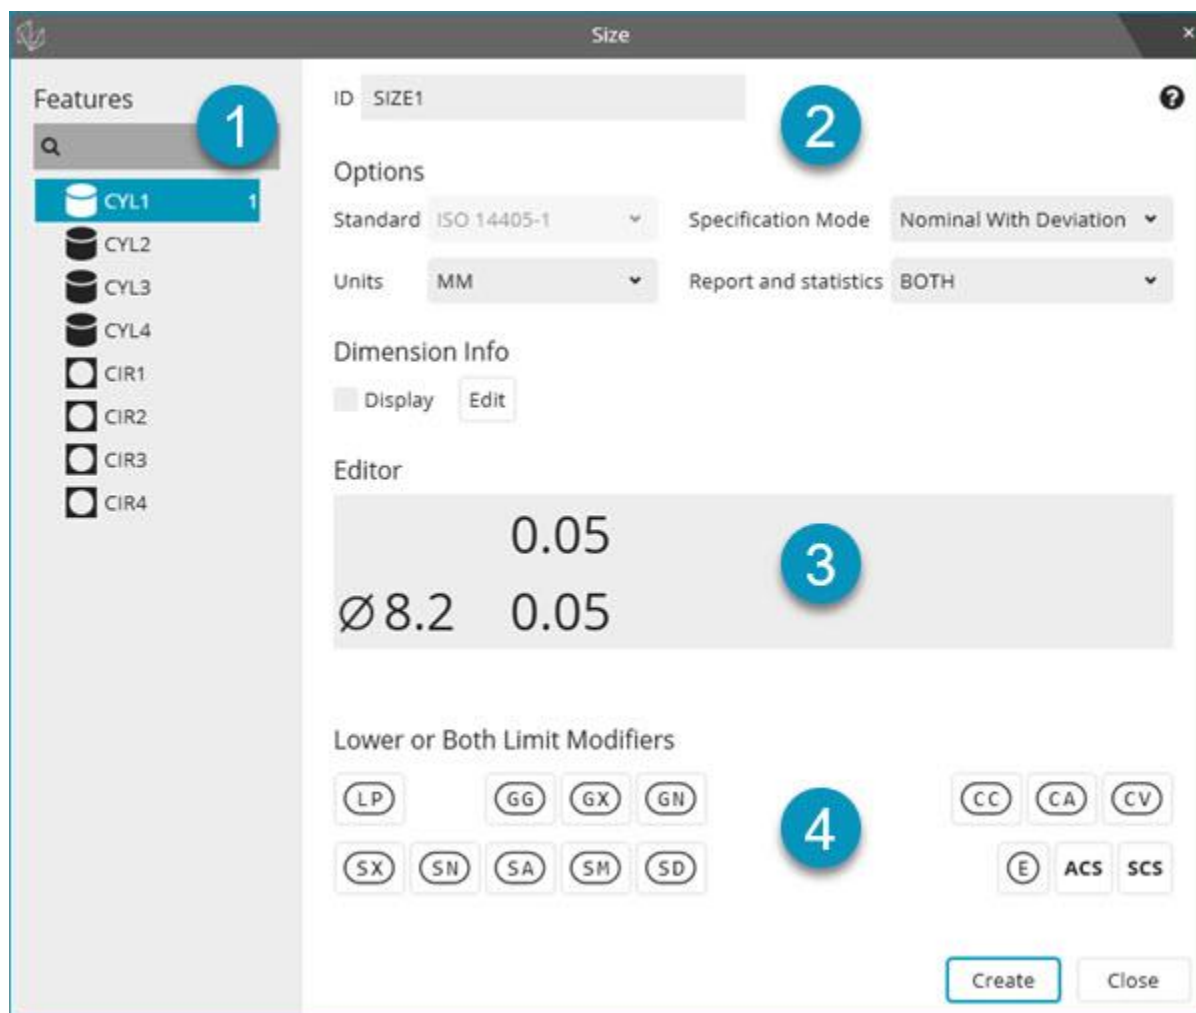 Size
×
Features
1
CYL1 1
CYL2
CYL3
CYL4
CIR1
CIR2
CIR3
CIR4
ID SIZE1
2
?
Options
Standard ISO 14405-1 Specification Mode Nominal With Deviation
Units MM Report and statistics BOTH
Dimension Info
Display Edit
Editor
0.05
3
⌀8.2 0.05
Lower or Both Limit Modifiers
LP GG GX GN CC CA CV
4
SX SN SA SM SD E ACS SCS
Create Close